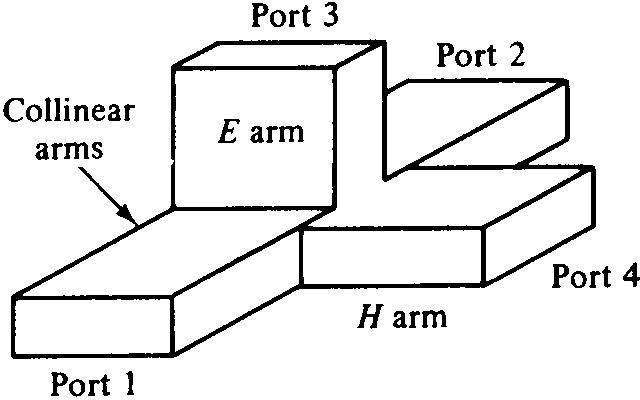 Port 3
Port 2
Collinear
arms
E arm
Port 4
H arm
Port 1